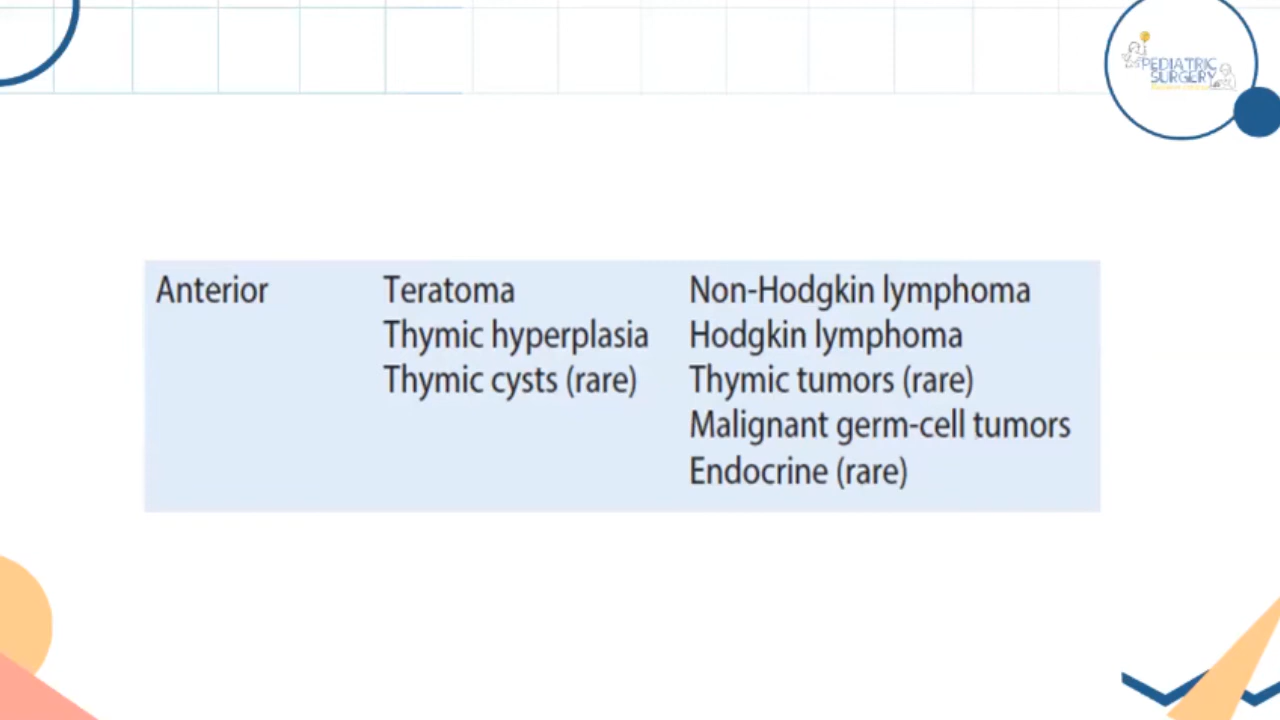 PEDIATRIC
SURGERY
Anterior Teratoma Non-Hodgkin lymphoma
Thymic hyperplasia Hodgkin lymphoma
Thymic cysts (rare) Thymic tumors (rare)
Malignant germ-cell tumors
Endocrine (rare)